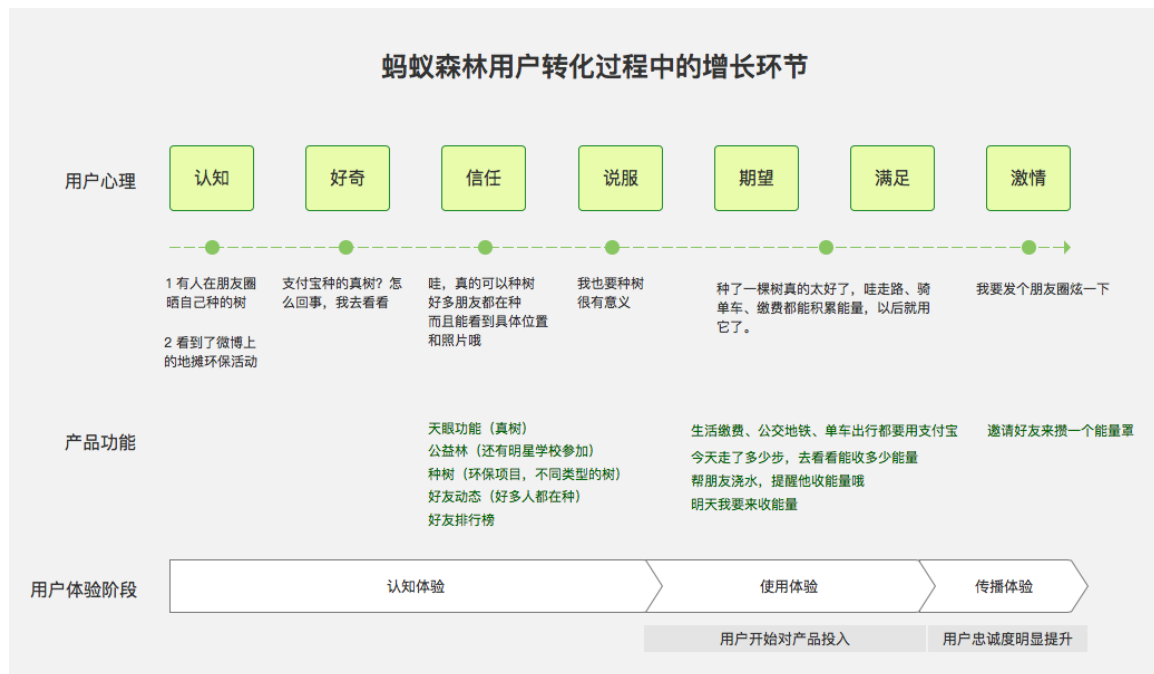 蚂蚁森林用户转化过程中的增长环节
用户心理
认知
好奇
信任
说服
期望
满足
激情
1 有人在朋友圈
晒自己种的树
2 看到了微博上
的地摊环保活动
支付宝种的真树？怎
么回事，我去看看
哇，真的可以种树
好多朋友都在种
而且能看到具体位置
和照片哦
我也要种树
很有意义
种了一棵树真的太好了，哇走路、骑
单车、缴费都能积累能量，以后就用
它了。
我要发个朋友圈炫一下
产品功能
天眼功能（真树）
公益林（还有明星学校参加）
种树（环保项目，不同类型的树）
好友动态（好多人都在种）
好友排行榜
生活缴费、公交地铁、单车出行都要用支付宝
今天走了多少步，去看看能收多少能量
帮朋友浇水，提醒他收能量哦
明天我要来收能量
邀请好友来攒一个能量罩
用户体验阶段
认知体验
使用体验
传播体验
用户开始对产品投入
用户忠诚度明显提升